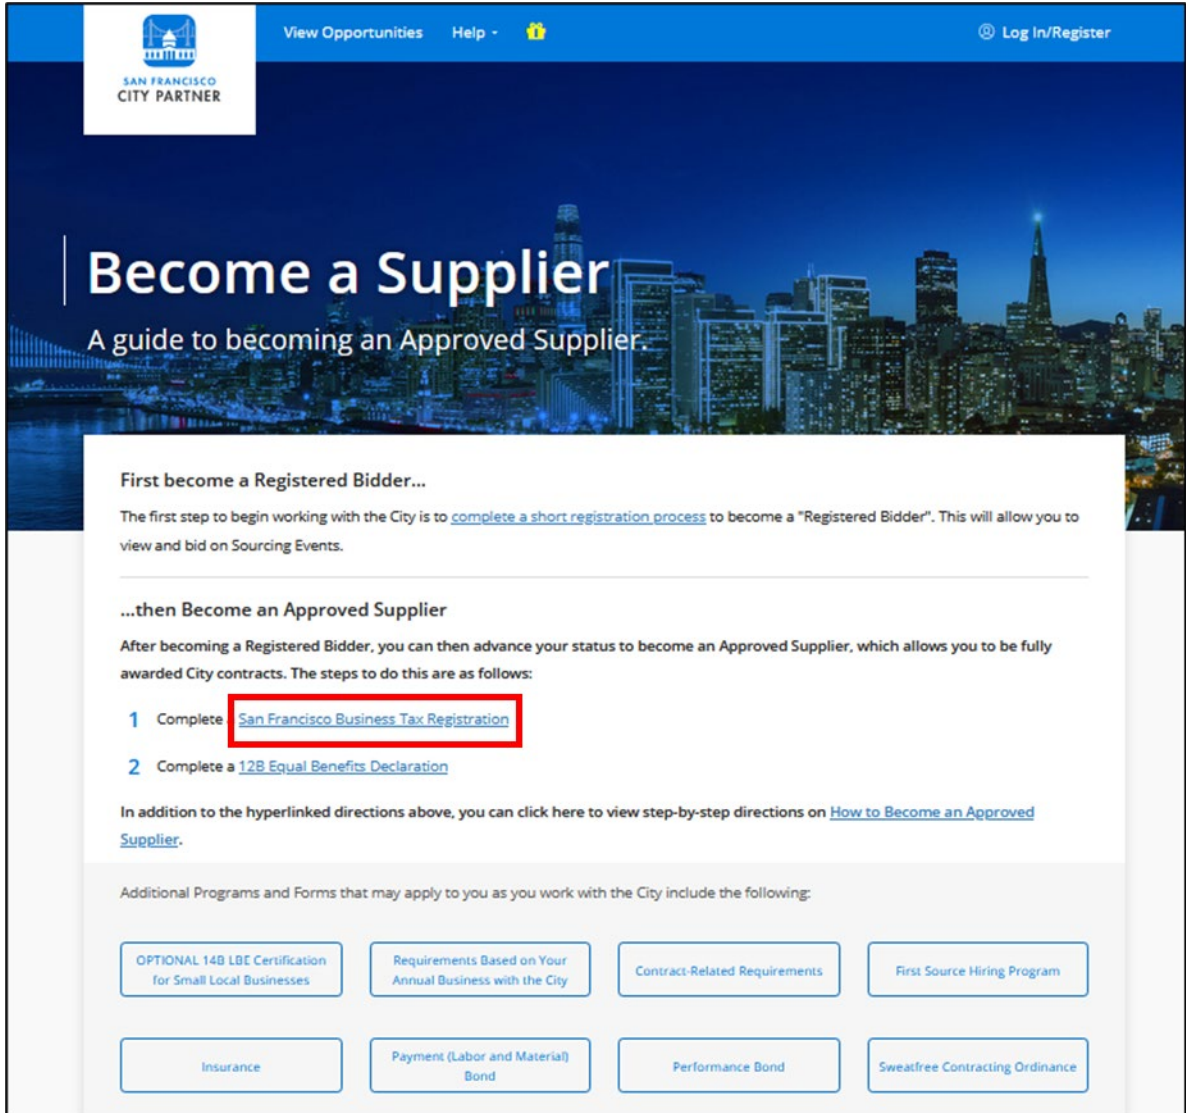 View Opportunities Help Log In/Register
SAN FRANCISCO
CITY PARTNER
Become a Supplier
A guide to becoming an Approved Supplier.
First become a Registered Bidder...
The first step to begin working with the City is to complete a short registration process to become a "Registered Bidder". This will allow you to
view and bid on Sourcing Events.
...then Become an Approved Supplier
After becoming a Registered Bidder, you can then advance your status to become an Approved Supplier, which allows you to be fully
awarded City contracts. The steps to do this are as follows:
1 Complete San Francisco Business Tax Registration
2 Complete a 12B Equal Benefits Declaration
In addition to the hyperlinked directions above, you can click here to view step-by-step directions on How to Become an Approved
Supplier.
Additional Programs and Forms that may apply to you as you work with the City include the following:
OPTIONAL 14B LBE Certification
for Small Local Businesses
Requirements Based on Your
Annual Business with the City
Contract-Related Requirements
First Source Hiring Program
Insurance
Payment (Labor and Material)
Bond
Performance Bond
Sweatfree Contracting Ordinance